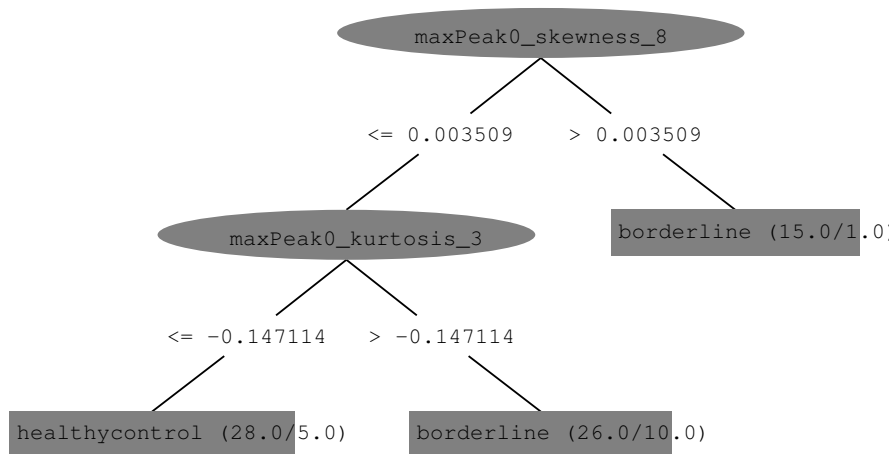 maxPeak0_skewness_8
<= 0.003509 > 0.003509
maxPeak0_kurtosis_3
borderline (15.0/1.0)
<= −0.147114 > −0.147114
healthycontrol (28.0/5.0)
borderline (26.0/10.0)